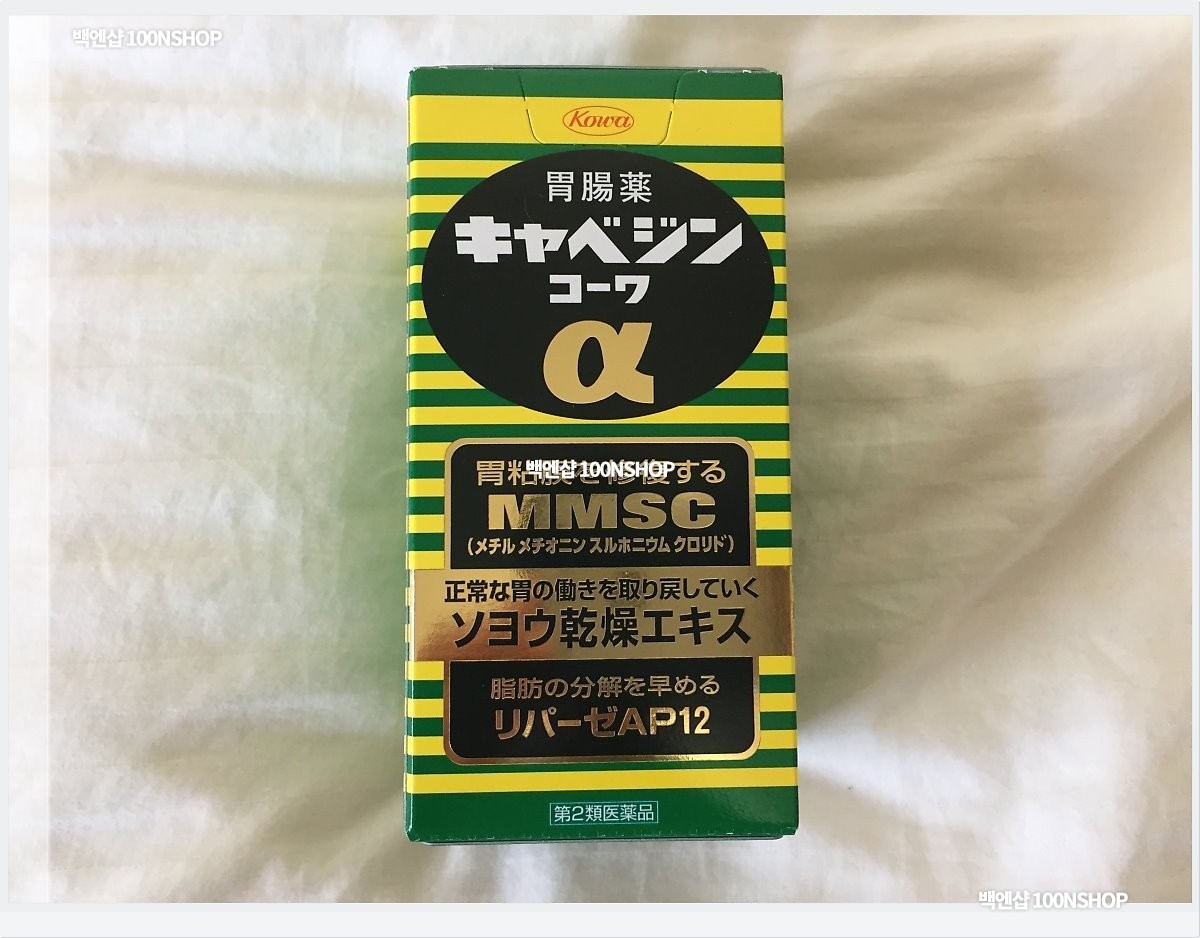 백엔샵 100NSHOP
Kowa
胃腸薬
キャベジン
コーワ
α
胃粘膜を修復する
백엔샵 100NSHOP
MMSC
(メチル メチオニン スルホニウム クロリド)
正常な胃の働きを取り戻していく
ソヨウ乾燥エキス
脂肪の分解を早める
リパーゼAP12
第2類医薬品
백엔샵 100NSHOP